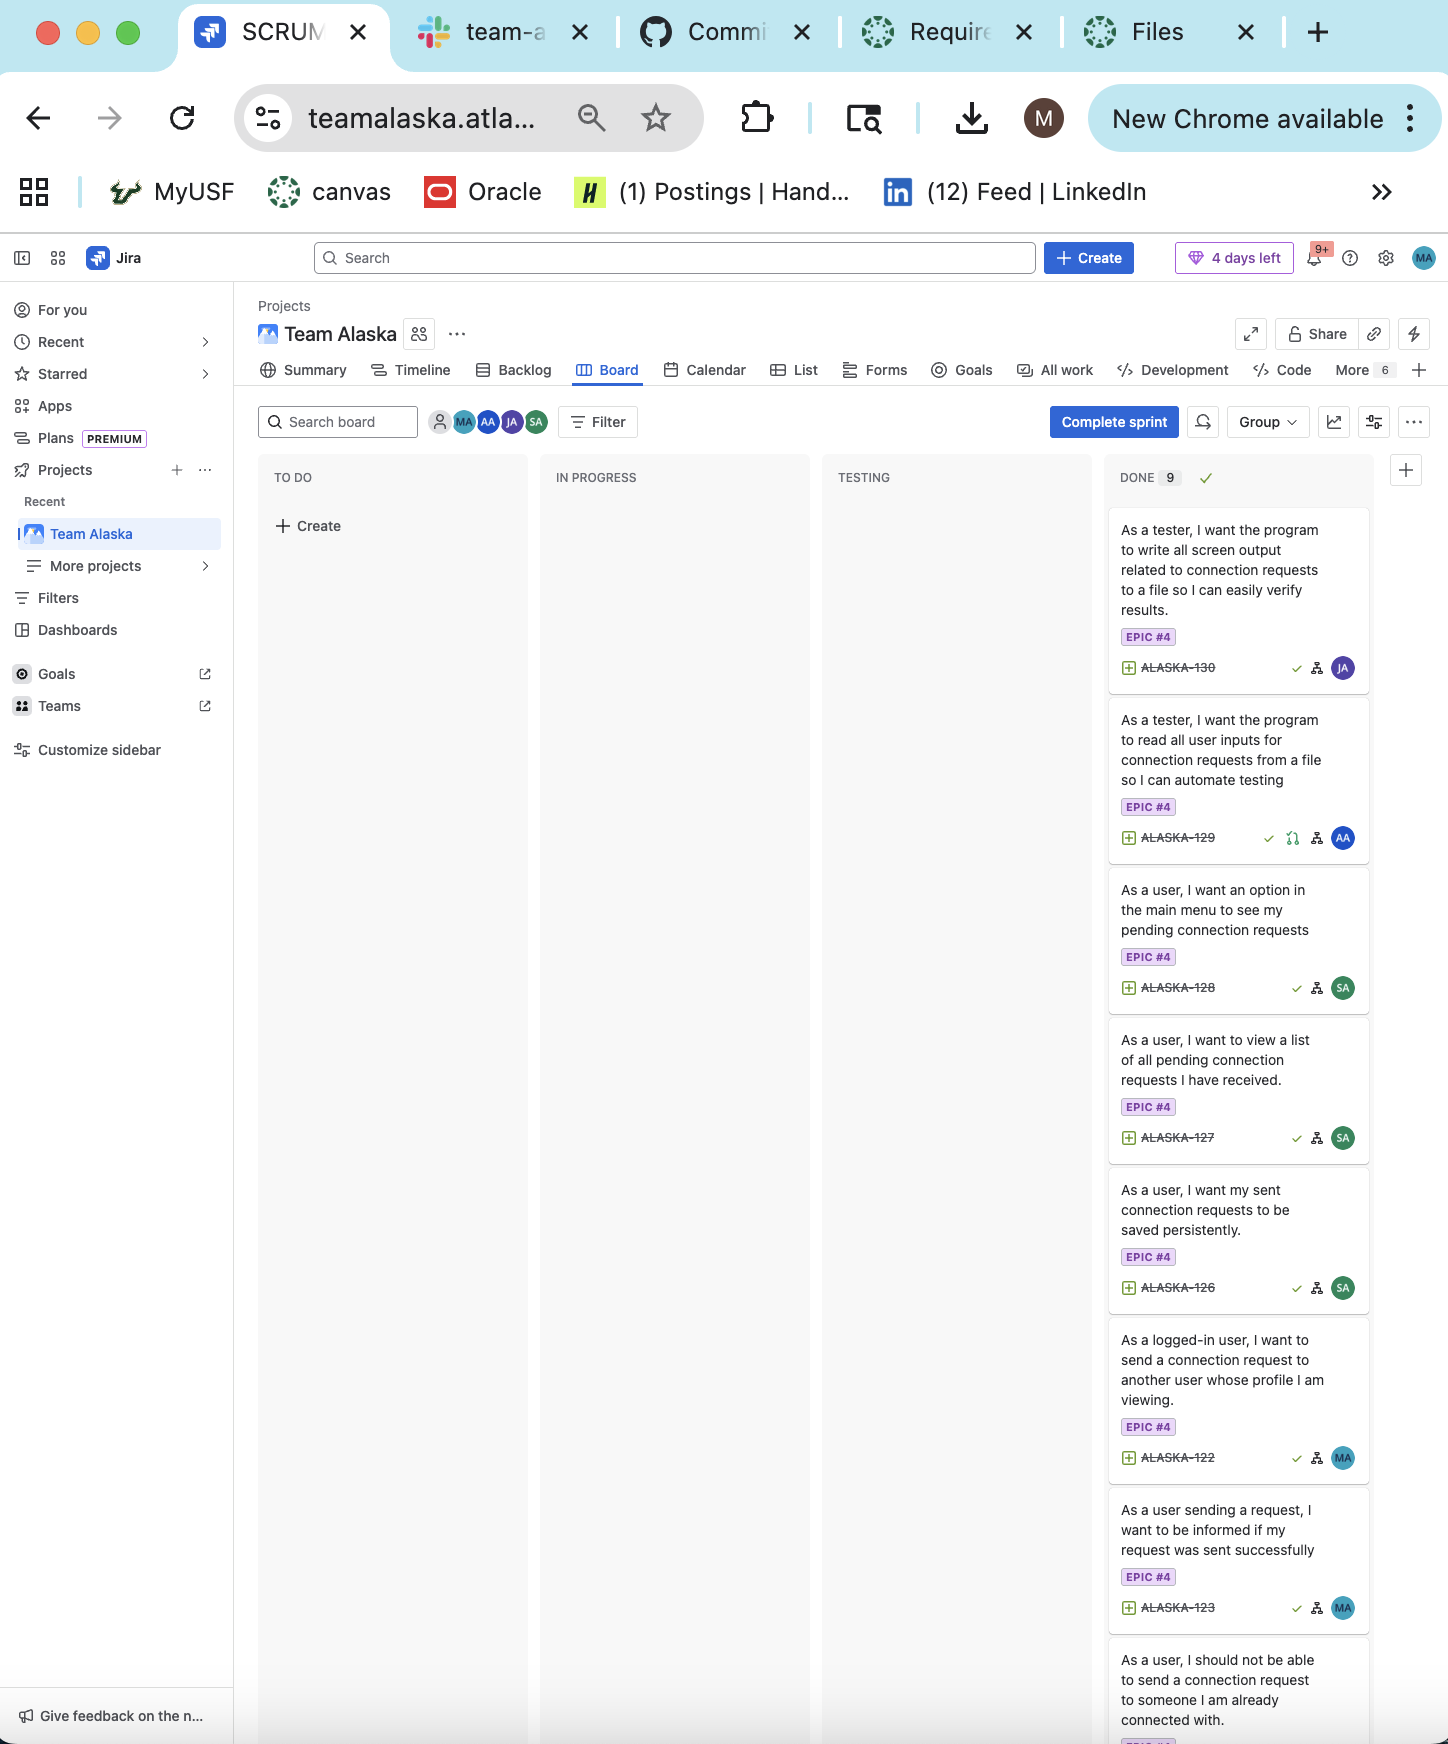 SCRUM
team-a
Commi
Require
Files
teamalaska.atla...
M
New Chrome available
MyUSF
canvas
Oracle
(1) Postings | Hand...
(12) Feed | LinkedIn
Jira
Search
Create
4 days left
9+
MA
For you
Recent
Starred
Apps
Plans PREMIUM
Projects
Recent
Team Alaska
More projects
Filters
Dashboards
Goals
Teams
Customize sidebar
Give feedback on the n...
Projects
Team Alaska
Share
Summary
Timeline
Backlog
Board
Calendar
List
Forms
Goals
All work
Development
Code
More 6
Search board
MA AA JA SA
Filter
Complete sprint
Group
TO DO
Create
IN PROGRESS
TESTING
DONE 9
As a tester, I want the program
to write all screen output
related to connection requests
to a file so I can easily verify
results.
EPIC #4
ALASKA-130
JA
As a tester, I want the program
to read all user inputs for
connection requests from a file
so I can automate testing
EPIC #4
ALASKA-129
AA
As a user, I want an option in
the main menu to see my
pending connection requests
EPIC #4
ALASKA-128
SA
As a user, I want to view a list
of all pending connection
requests I have received.
EPIC #4
ALASKA-127
SA
As a user, I want my sent
connection requests to be
saved persistently.
EPIC #4
ALASKA-126
SA
As a logged-in user, I want to
send a connection request to
another user whose profile I am
viewing.
EPIC #4
ALASKA-122
MA
As a user sending a request, I
want to be informed if my
request was sent successfully
EPIC #4
ALASKA-123
MA
As a user, I should not be able
to send a connection request
to someone I am already
connected with.